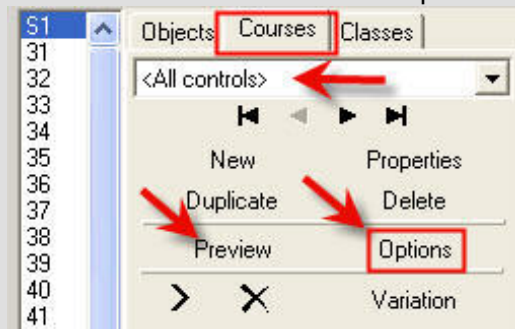 S1
31
32
33
34
35
36
37
38
39
40
41
Objects Courses Classes
<All controls>
New Properties
Duplicate Delete
Preview Options
Variation